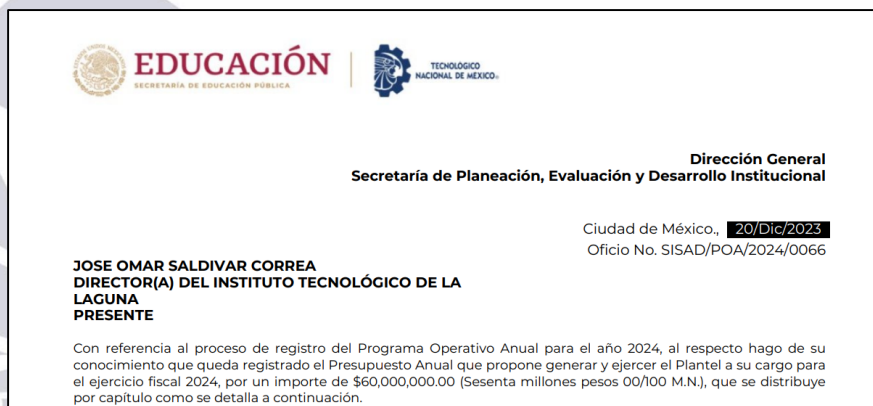 EDUCACIÓN
SECRETARÍA DE EDUCACIÓN PÚBLICA
TECNOLÓGICO
NACIONAL DE MÉXICO®
Dirección General
Secretaría de Planeación, Evaluación y Desarrollo Institucional
Ciudad de México., 20/Dic/2023
Oficio No. SISAD/POA/2024/0066
JOSE OMAR SALDIVAR CORREA
DIRECTOR(A) DEL INSTITUTO TECNOLÓGICO DE LA
LAGUNA
PRESENTE
Con referencia al proceso de registro del Programa Operativo Anual para el año 2024, al respecto hago de su
conocimiento que queda registrado el Presupuesto Anual que propone generar y ejercer el Plantel a su cargo para
el ejercicio fiscal 2024, por un importe de $60,000,000.00 (Sesenta millones pesos 00/100 M.N.), que se distribuye
por capítulo como se detalla a continuación.